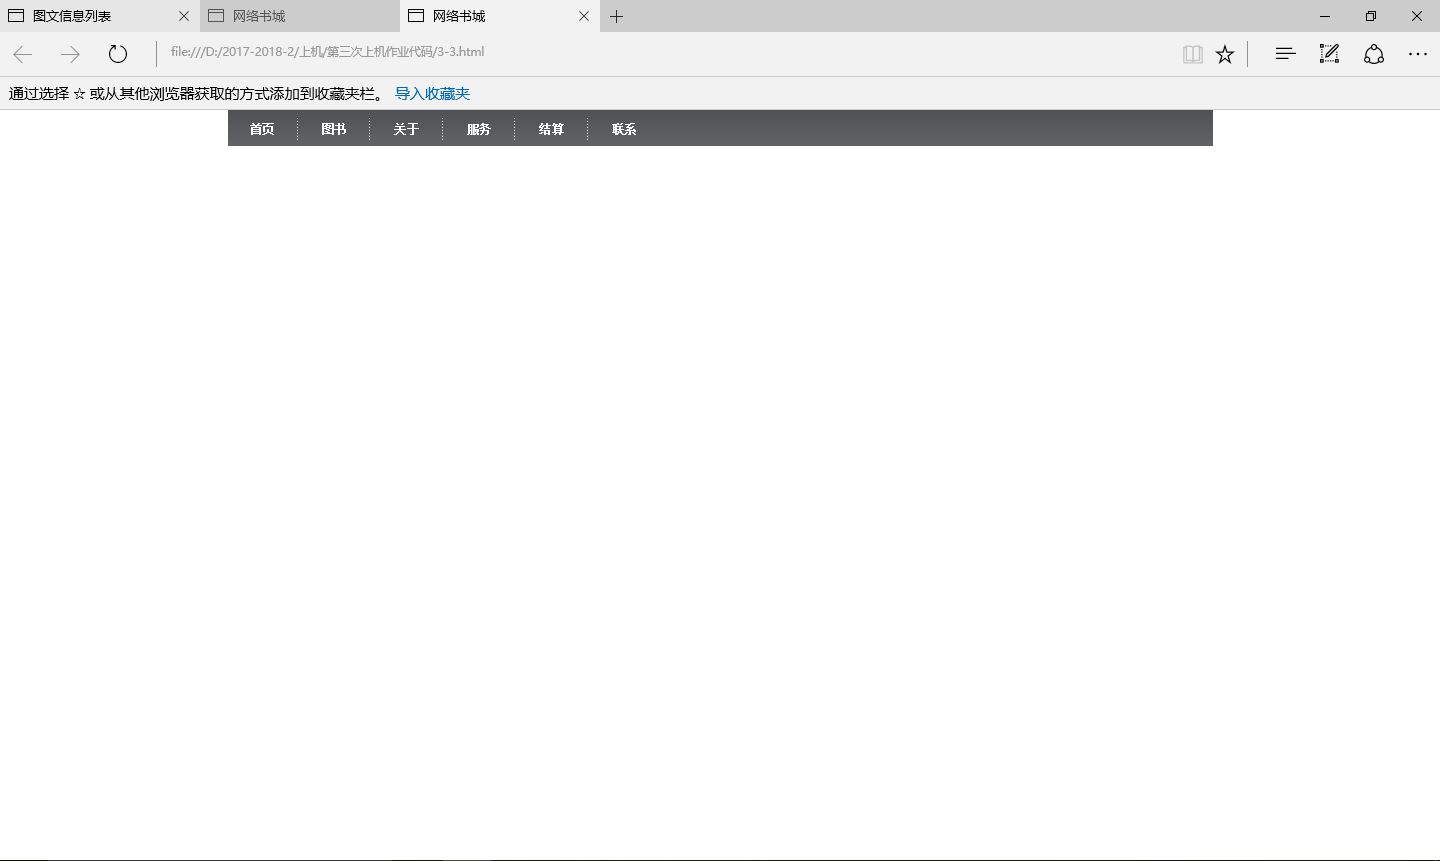 图文信息列表 网络书城 网络书城
file:///D:/2017-2018-2/上机/第三次上机作业代码/3-3.html
通过选择 ☆ 或从其他浏览器获取的方式添加到收藏夹栏。 导入收藏夹
首页 图书 关于 服务 结算 联系